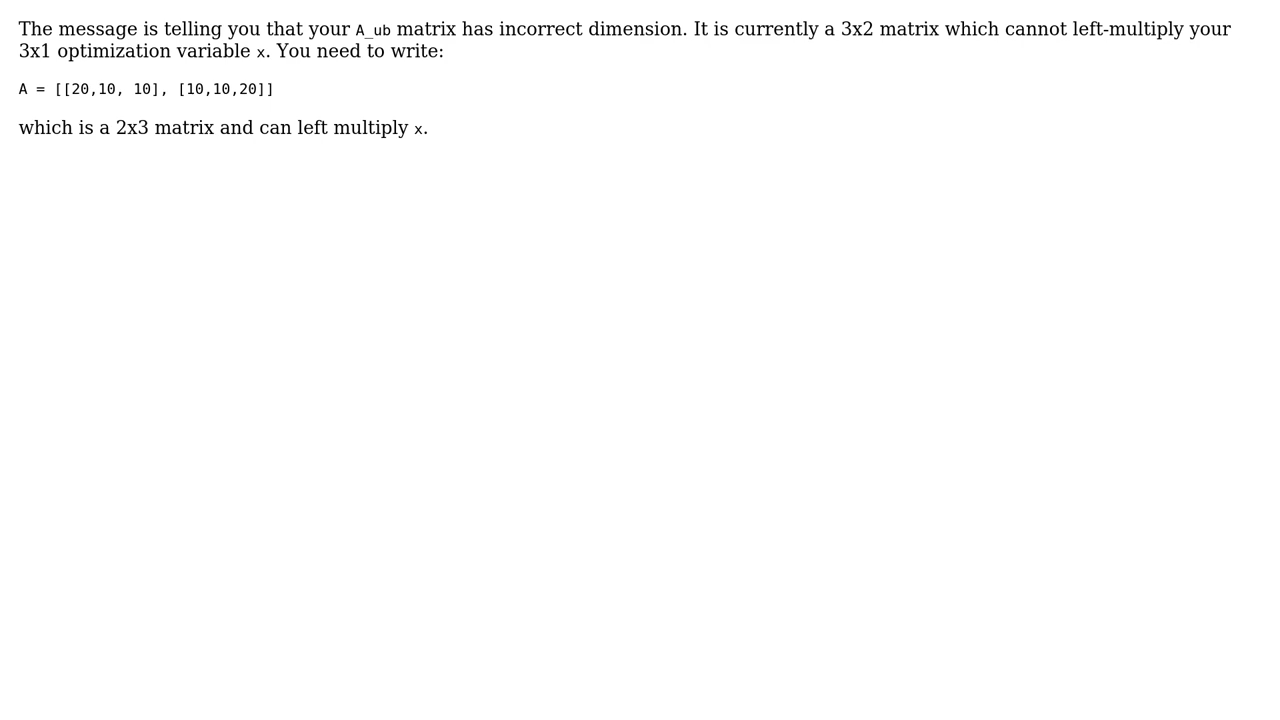 The message is telling you that your A_ub matrix has incorrect dimension. It is currently a 3x2 matrix which cannot left-multiply your
3x1 optimization variable x. You need to write:
A = [[20,10, 10], [10,10,20]]
which is a 2x3 matrix and can left multiply x.